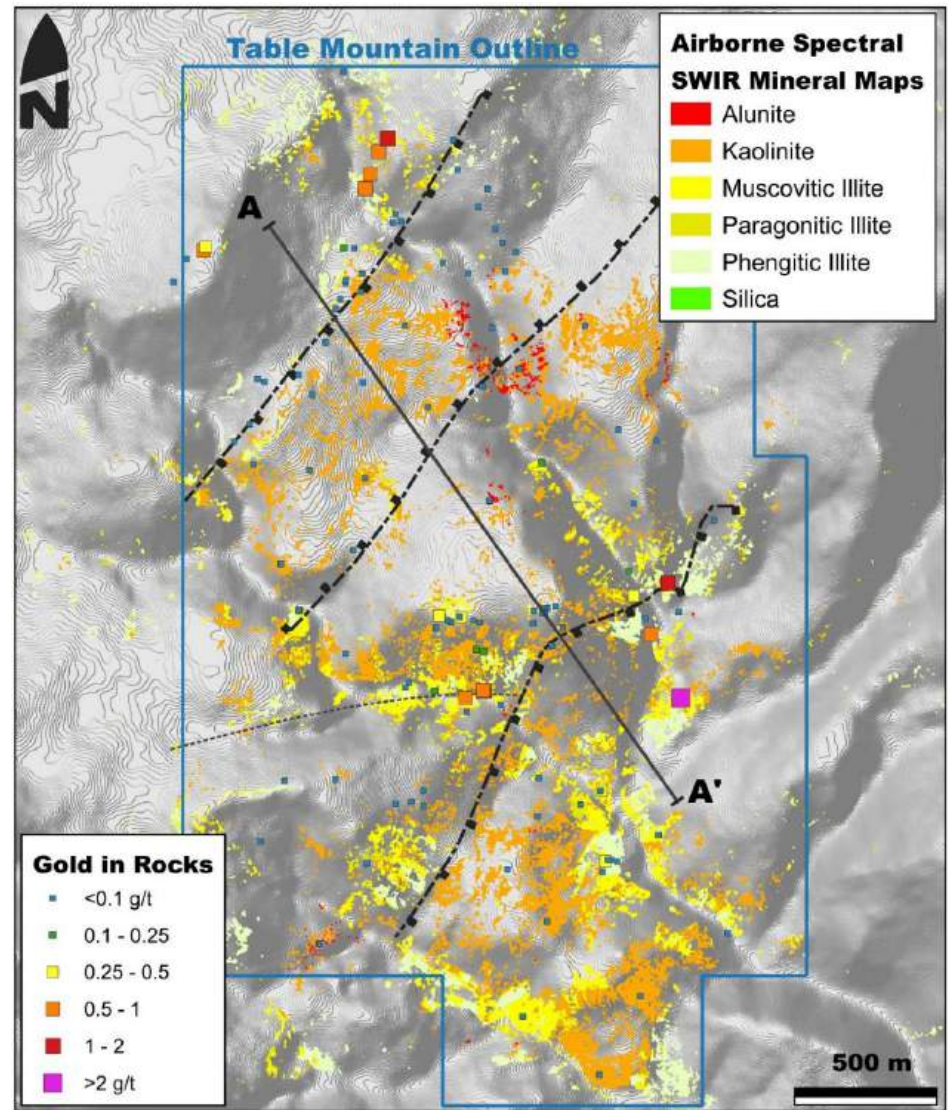 N
Table Mountain Outline
Airborne Spectral
SWIR Mineral Maps
Alunite
Kaolinite
Muscovitic Illite
Paragonitic Illite
Phengitic Illite
Silica
A
A'
Gold in Rocks
<0.1 g/t
0.1 - 0.25
0.25 - 0.5
0.5 - 1
1 - 2
>2 g/t
500 m